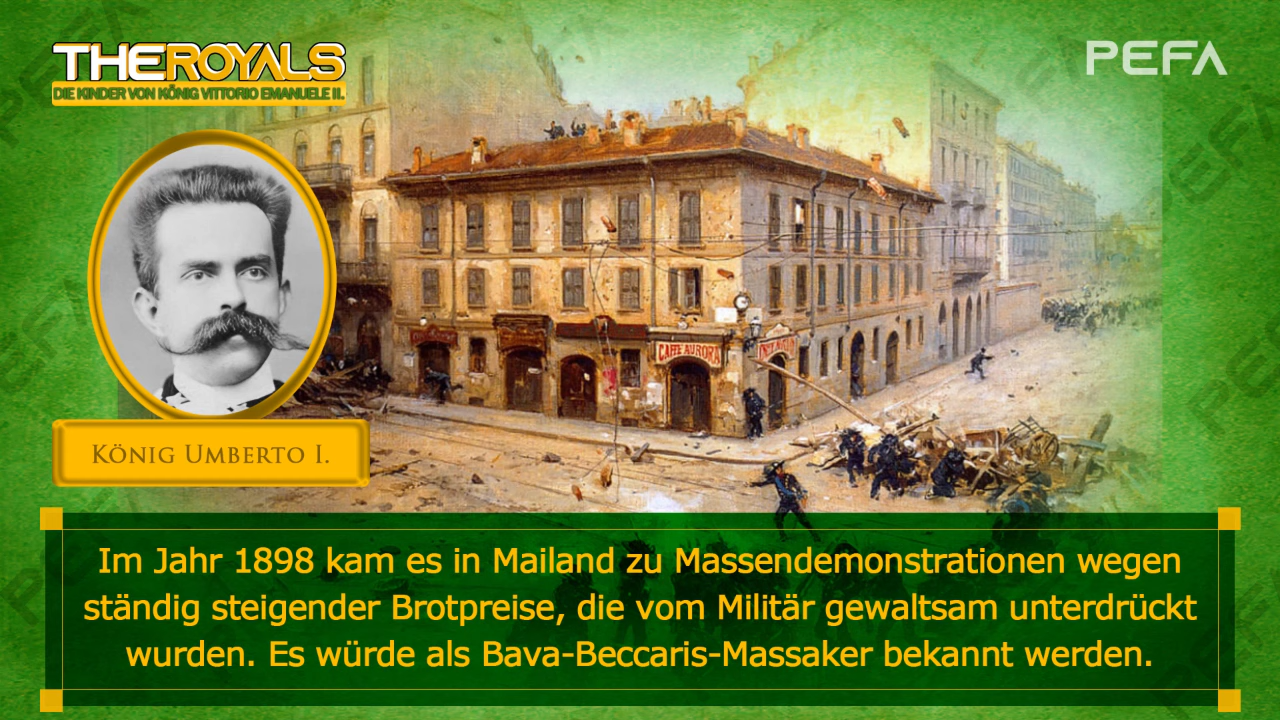 THEROYALS
DIE KINDER VON KÖNIG VITTORIO EMANUELE II.
PEFA
CAFFE AURORA
KÖNIG UMBERTO I.
Im Jahr 1898 kam es in Mailand zu Massendemonstrationen wegen
ständig steigender Brotpreise, die vom Militär gewaltsam unterdrückt
wurden. Es würde als Bava-Beccaris-Massaker bekannt werden.